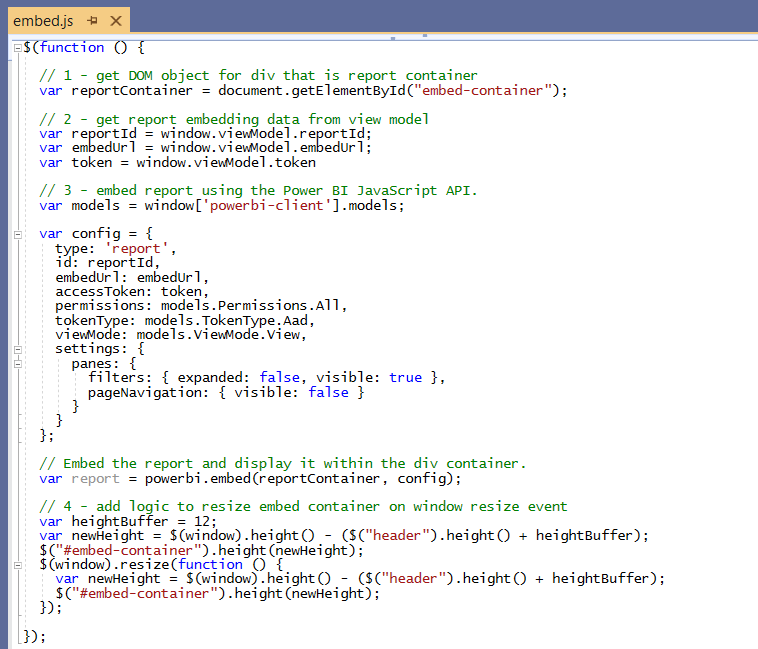 embed.js
$(function () {
// 1 - get DOM object for div that is report container
var reportContainer = document.getElementById("embed-container");
// 2 - get report embedding data from view model
var reportId = window.viewModel.reportId;
var embedUrl = window.viewModel.embedUrl;
var token = window.viewModel.token
// 3 - embed report using the Power BI JavaScript API.
var models = window['powerbi-client'].models;
var config = {
type: 'report',
id: reportId,
embedUrl: embedUrl,
accessToken: token,
permissions: models.Permissions.All,
tokenType: models.TokenType.Aad,
viewMode: models.ViewMode.View,
settings: {
panes: {
filters: { expanded: false, visible: true },
pageNavigation: { visible: false }
}
}
};
// Embed the report and display it within the div container.
var report = powerbi.embed(reportContainer, config);
// 4 - add logic to resize embed container on window resize event
var heightBuffer = 12;
var newHeight = $(window).height() - ($("header").height() + heightBuffer);
$("#embed-container").height(newHeight);
$(window).resize(function () {
var newHeight = $(window).height() - ($("header").height() + heightBuffer);
$("#embed-container").height(newHeight);
});
});